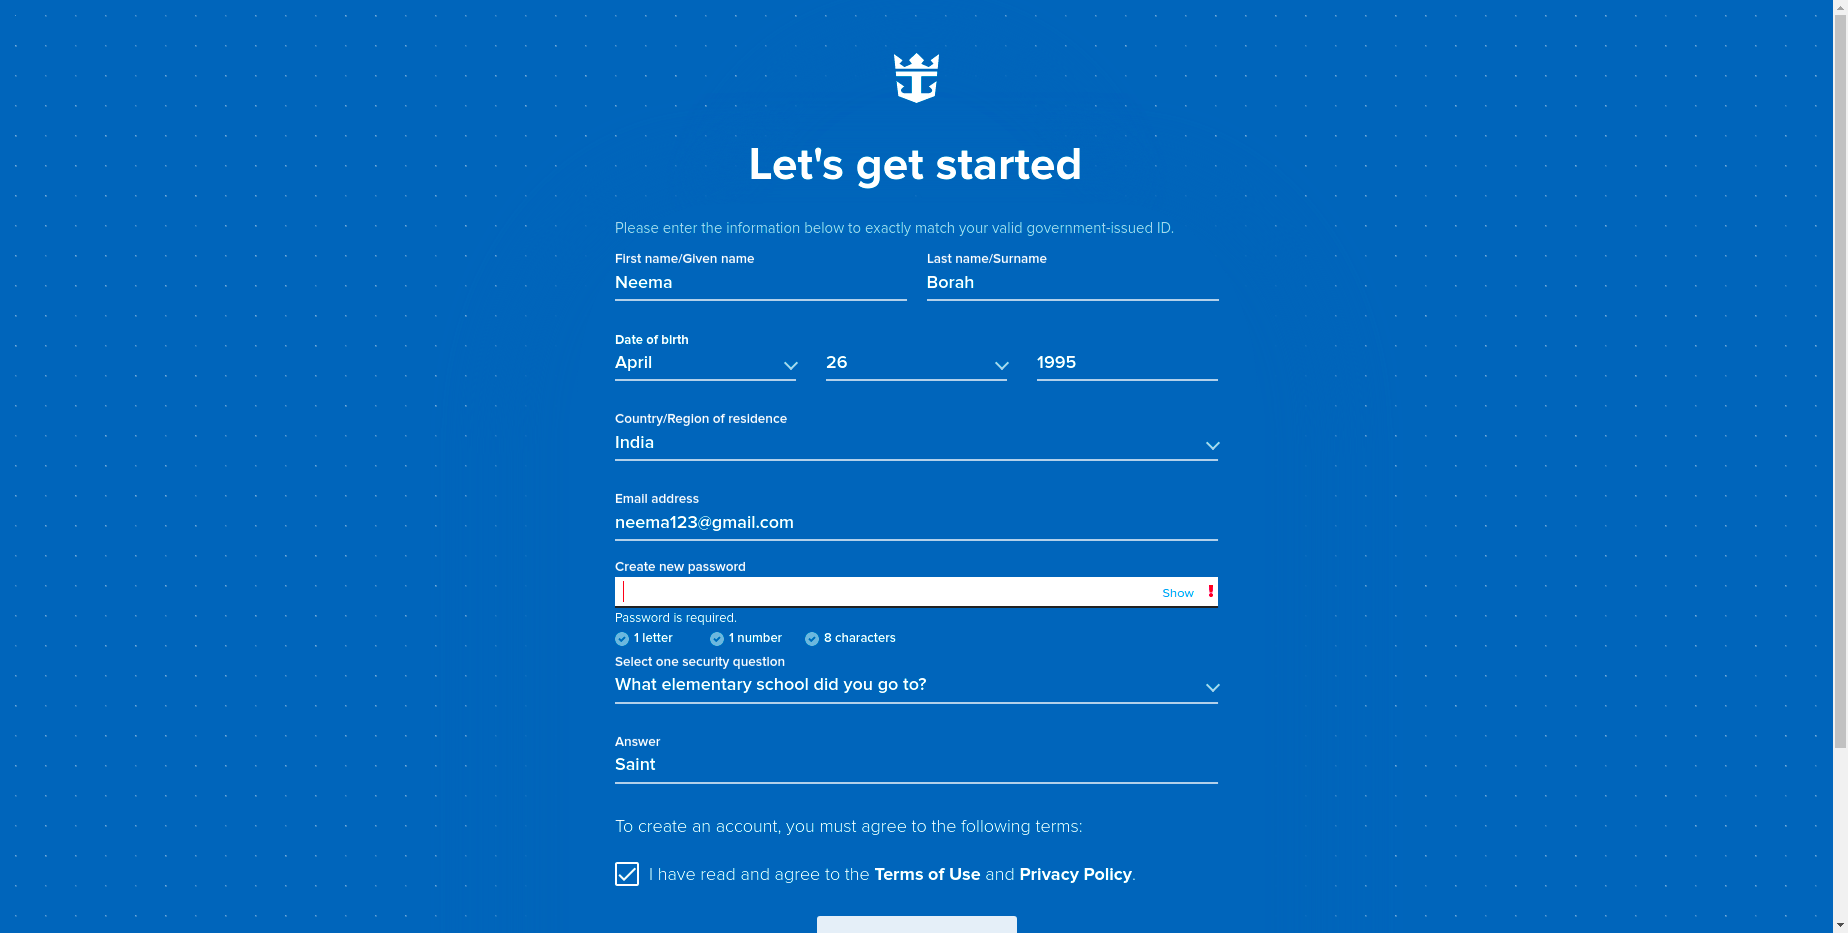 Let's get started
Please enter the information below to exactly match your valid government-issued ID.
First name/Given name Last name/Surname
Neema Borah
Date of birth
April 26 1995
Country/Region of residence
India
Email address
neema123@gmail.com
Create new password
Show
Password is required.
1 letter 1 number 8 characters
Select one security question
What elementary school did you go to?
Answer
Saint
To create an account, you must agree to the following terms:
I have read and agree to the Terms of Use and Privacy Policy.